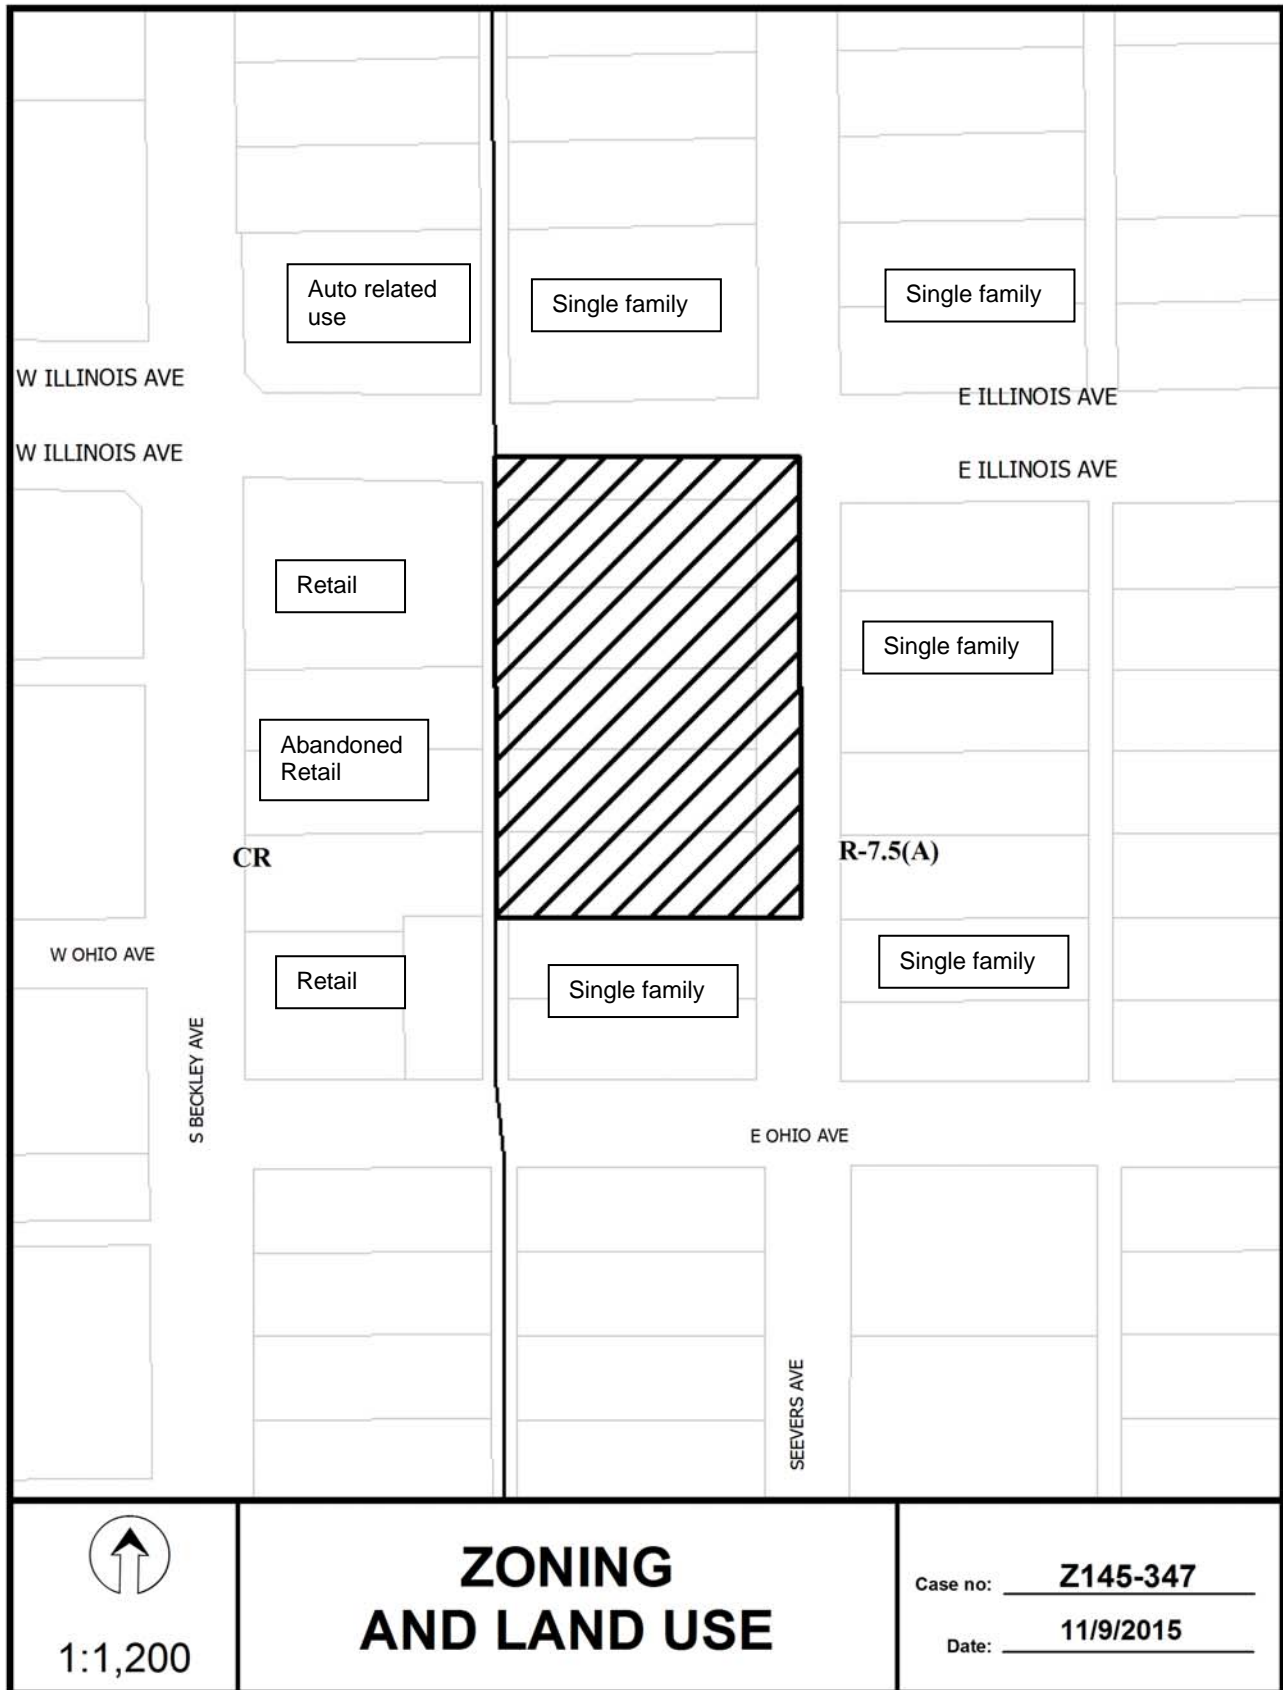 Auto related
use
Single family
Single family
W ILLINOIS AVE
E ILLINOIS AVE
W ILLINOIS AVE
E ILLINOIS AVE
Retail
Single family
Abandoned
Retail
CR
R-7.5(A)
W OHIO AVE
Retail
Single family
Single family
S BECKLEY AVE
E OHIO AVE
SEEVERS AVE
1:1,200
ZONING
AND LAND USE
Case no: Z145-347
Date: 11/9/2015